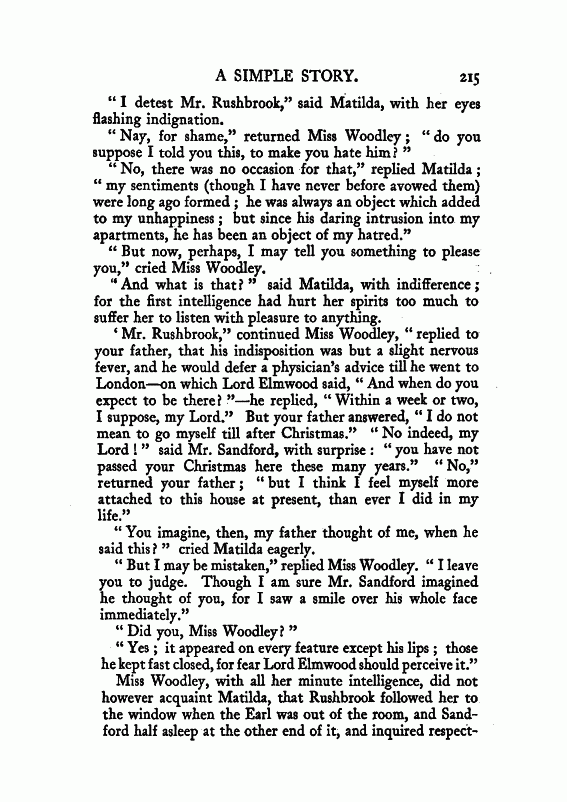 A SIMPLE STORY. 215
“ I detest Mr. Rushbrook,” said Matilda, with her eyes
flashing indignation.
“ Nay, for shame,” returned Miss Woodley ; “ do you
suppose I told you this, to make you hate him ? ”
“ No, there was no occasion for that,” replied Matilda ;
“ my sentiments (though I have never before avowed them)
were long ago formed ; he was always an object which added
to my unhappiness ; but since his daring intrusion into my
apartments, he has been an object of my hatred.”
“ But now, perhaps, I may tell you something to please
you,” cried Miss Woodley.
“ And what is that ? ” said Matilda, with indifference ;
for the first intelligence had hurt her spirits too much to
suffer her to listen with pleasure to anything.
‘ Mr. Rushbrook,” continued Miss Woodley, “ replied to
your father, that his indisposition was but a slight nervous
fever, and he would defer a physician’s advice till he went to
London—on which Lord Elmwood said, “ And when do you
expect to be there ? ”—he replied, “ Within a week or two,
I suppose, my Lord.” But your father answered, “ I do not
mean to go myself till after Christmas.” “ No indeed, my
Lord ! ” said Mr. Sandford, with surprise : “ you have not
passed your Christmas here these many years.” “ No,”
returned your father ; “ but I think I feel myself more
attached to this house at present, than ever I did in my
life.”
“ You imagine, then, my father thought of me, when he
said this ? ” cried Matilda eagerly.
“ But I may be mistaken,” replied Miss Woodley. “ I leave
you to judge. Though I am sure Mr. Sandford imagined
he thought of you, for I saw a smile over his whole face
immediately.”
“ Did you, Miss Woodley ? ”
“ Yes ; it appeared on every feature except his lips ; those
he kept fast closed, for fear Lord Elmwood should perceive it.”
Miss Woodley, with all her minute intelligence, did not
however acquaint Matilda, that Rushbrook followed her to
the window when the Earl was out of the room, and Sand-
ford half asleep at the other end of it, and inquired respect-